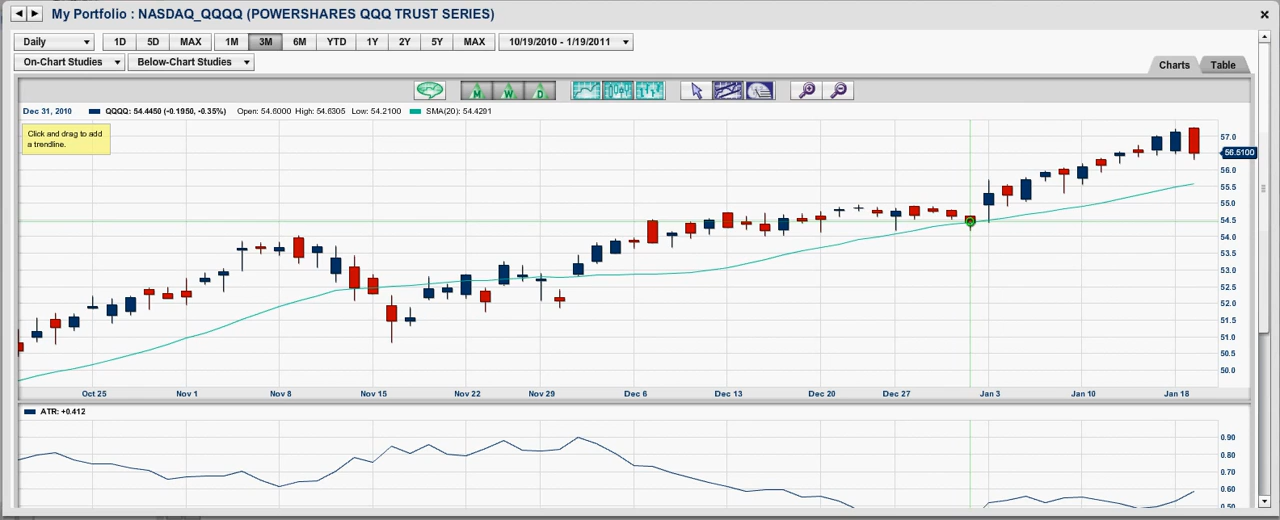 My Portfolio : NASDAQ_QQQQ (POWERSHARES QQQ TRUST SERIES)
Daily 1D 5D MAX 1M 3M 6M YTD 1Y 2Y 5Y MAX 10/19/2010 - 1/19/2011
On-Chart Studies Below-Chart Studies Charts Table
M W D
Dec 31, 2010 QQQQ: 54.4450 (-0.1950, -0.35%) Open: 54.6000 High: 54.6305 Low: 54.2100 SMA(20): 54.4291
Click and drag to add
a trendline.
57.0
56.5100
56.0
55.5
55.0
54.5
54.0
53.5
53.0
52.5
52.0
51.5
51.0
50.5
50.0
Oct 25 Nov 1 Nov 8 Nov 15 Nov 22 Nov 29 Dec 6 Dec 13 Dec 20 Dec 27 Jan 3 Jan 10 Jan 18
ATR: +0.412
0.90
0.80
0.70
0.60
0.50